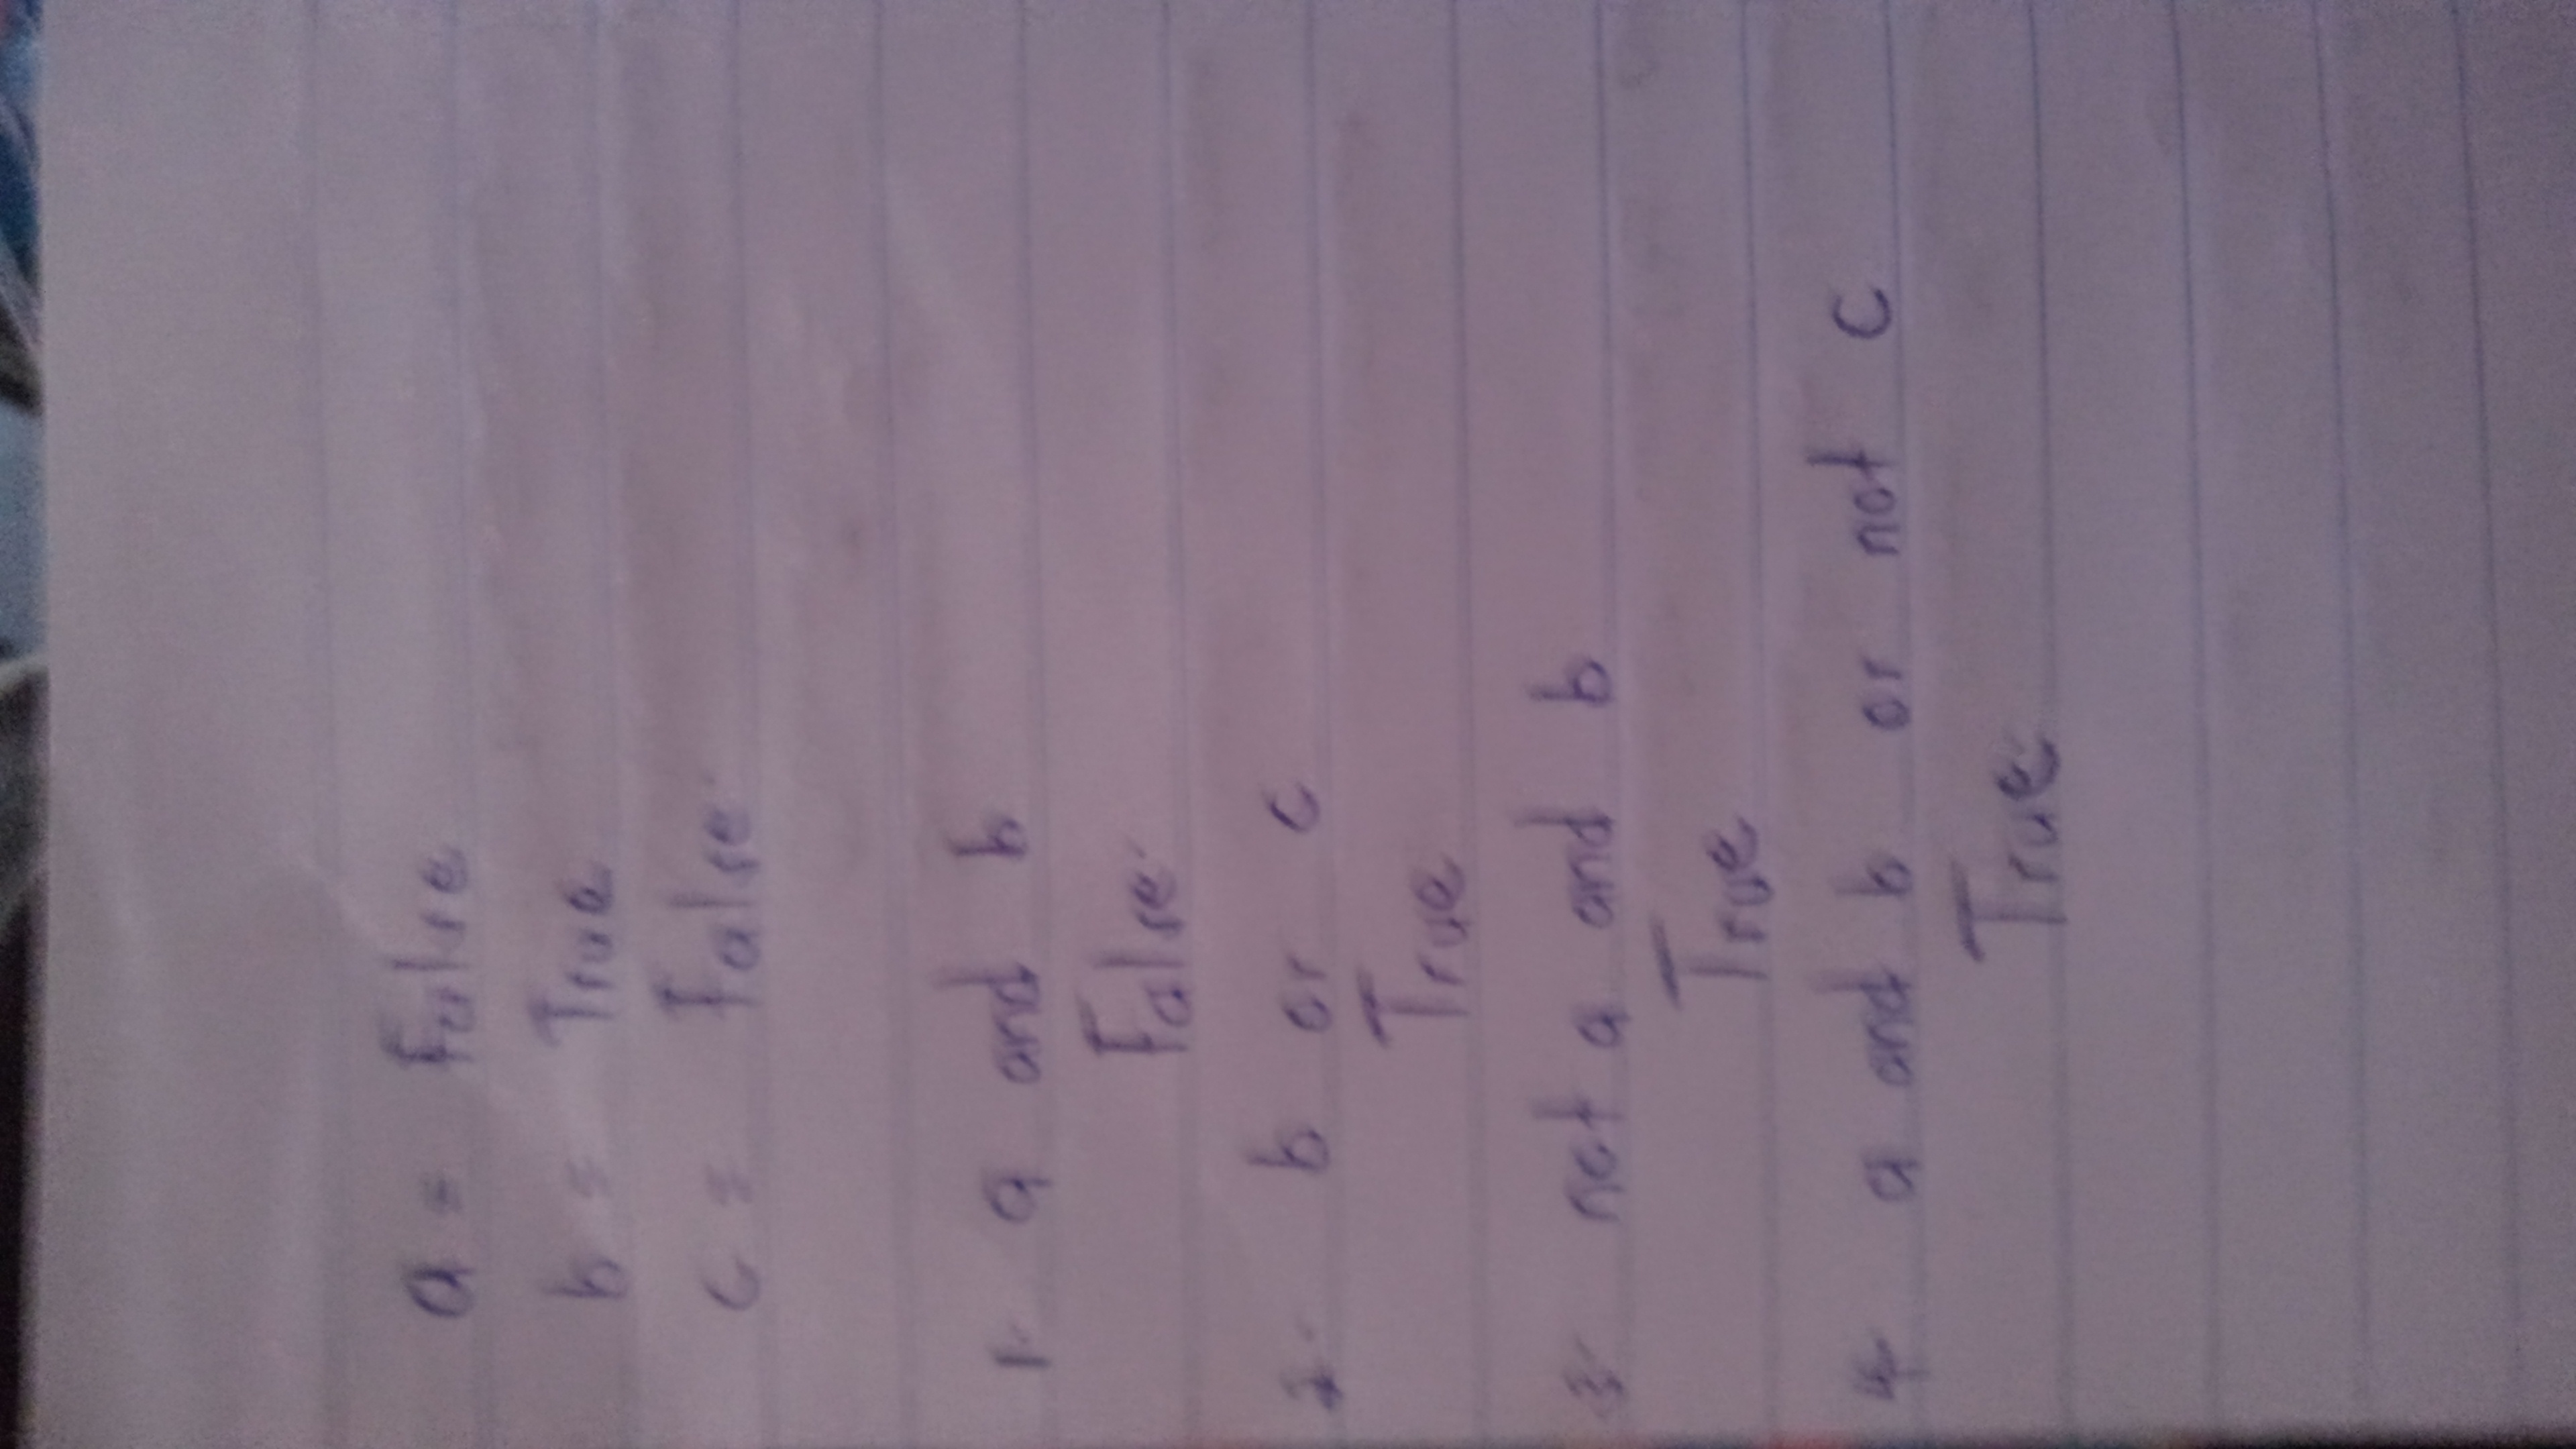 a = False
b = True
c = False
1. a and b
False
2. b or c
True
3. not a and b
True
4. a and b or not c
True